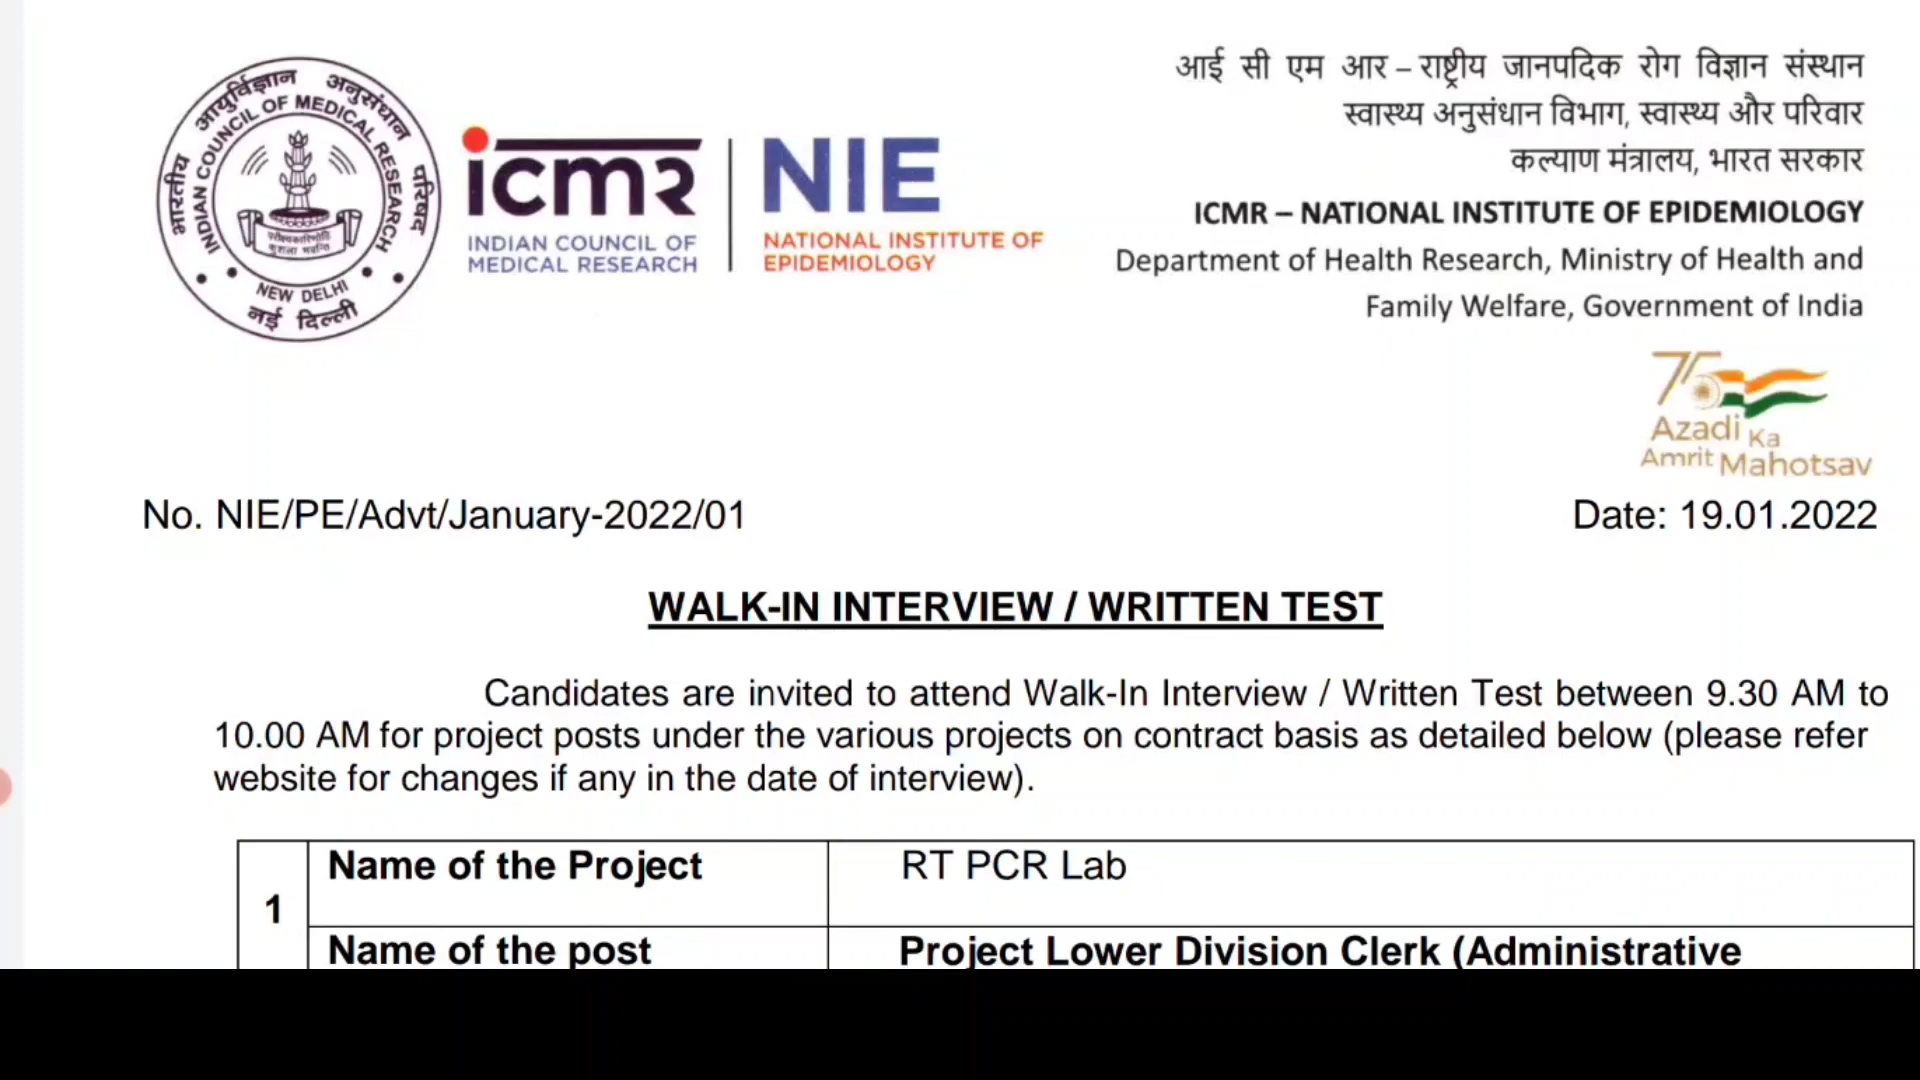 भारतीय आयुर्विज्ञान अनुसंधान परिषद
INDIAN COUNCIL OF MEDICAL RESEARCH
NEW DELHI
नई दिल्ली
icmr
INDIAN COUNCIL OF
MEDICAL RESEARCH
NIE
NATIONAL INSTITUTE OF
EPIDEMIOLOGY
आई सी एम आर – राष्ट्रीय जानपदिक रोग विज्ञान संस्थान
स्वास्थ्य अनुसंधान विभाग, स्वास्थ्य और परिवार
कल्याण मंत्रालय, भारत सरकार
ICMR – NATIONAL INSTITUTE OF EPIDEMIOLOGY
Department of Health Research, Ministry of Health and
Family Welfare, Government of India
75
Azadi Ka
Amrit Mahotsav
No. NIE/PE/Advt/January-2022/01 Date: 19.01.2022
WALK-IN INTERVIEW / WRITTEN TEST
Candidates are invited to attend Walk-In Interview / Written Test between 9.30 AM to
10.00 AM for project posts under the various projects on contract basis as detailed below (please refer
website for changes if any in the date of interview).
1
Name of the Project RT PCR Lab
Name of the post Project Lower Division Clerk (Administrative